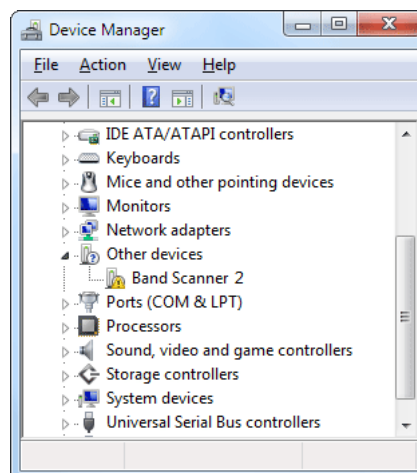 Device Manager
File Action View Help
IDE ATA/ATAPI controllers
Keyboards
Mice and other pointing devices
Monitors
Network adapters
Other devices
Band Scanner 2
Ports (COM & LPT)
Processors
Sound, video and game controllers
Storage controllers
System devices
Universal Serial Bus controllers